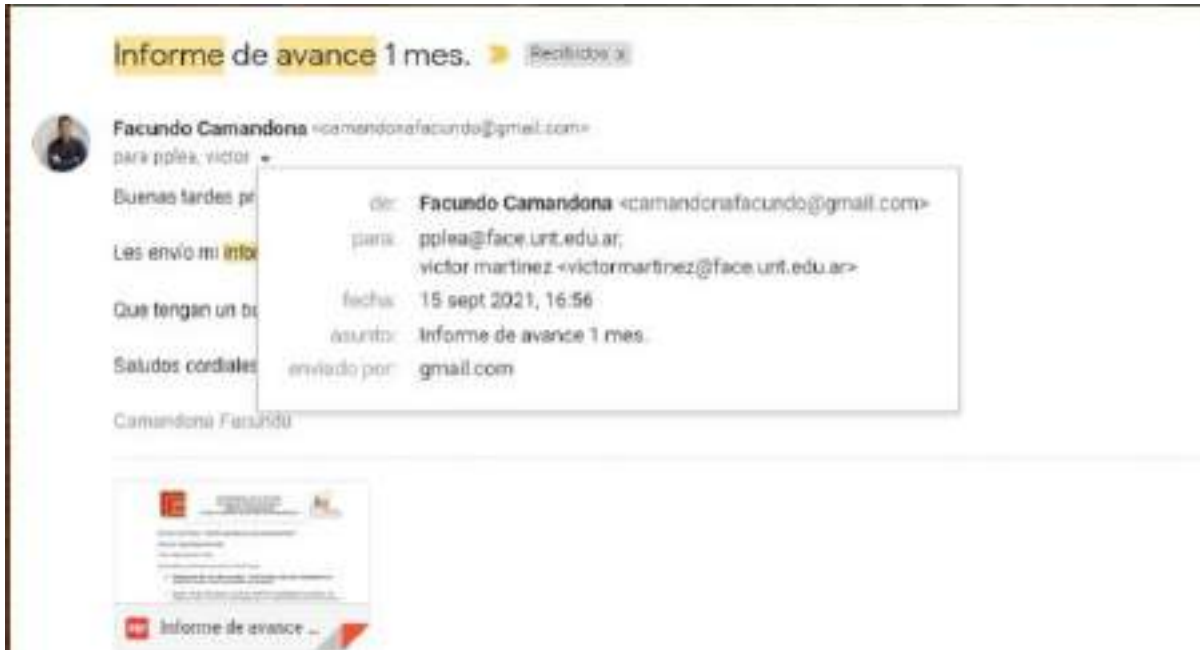 Informe de avance 1 mes.
Recibidos x
Facundo Camandona <camandonafacundo@gmail.com>
para pplea, victor
Buenas tardes pr
de: Facundo Camandona <camandonafacundo@gmail.com>
para: pplea@face.unt.edu.ar,
victor martinez <victormartinez@face.unt.edu.ar>
Les envío mi info
fecha: 15 sept 2021, 16:56
Que tengan un bu
asunto: Informe de avance 1 mes.
Saludos cordiales
enviado por: gmail.com
Camandona Facundo
Informe de avance ...